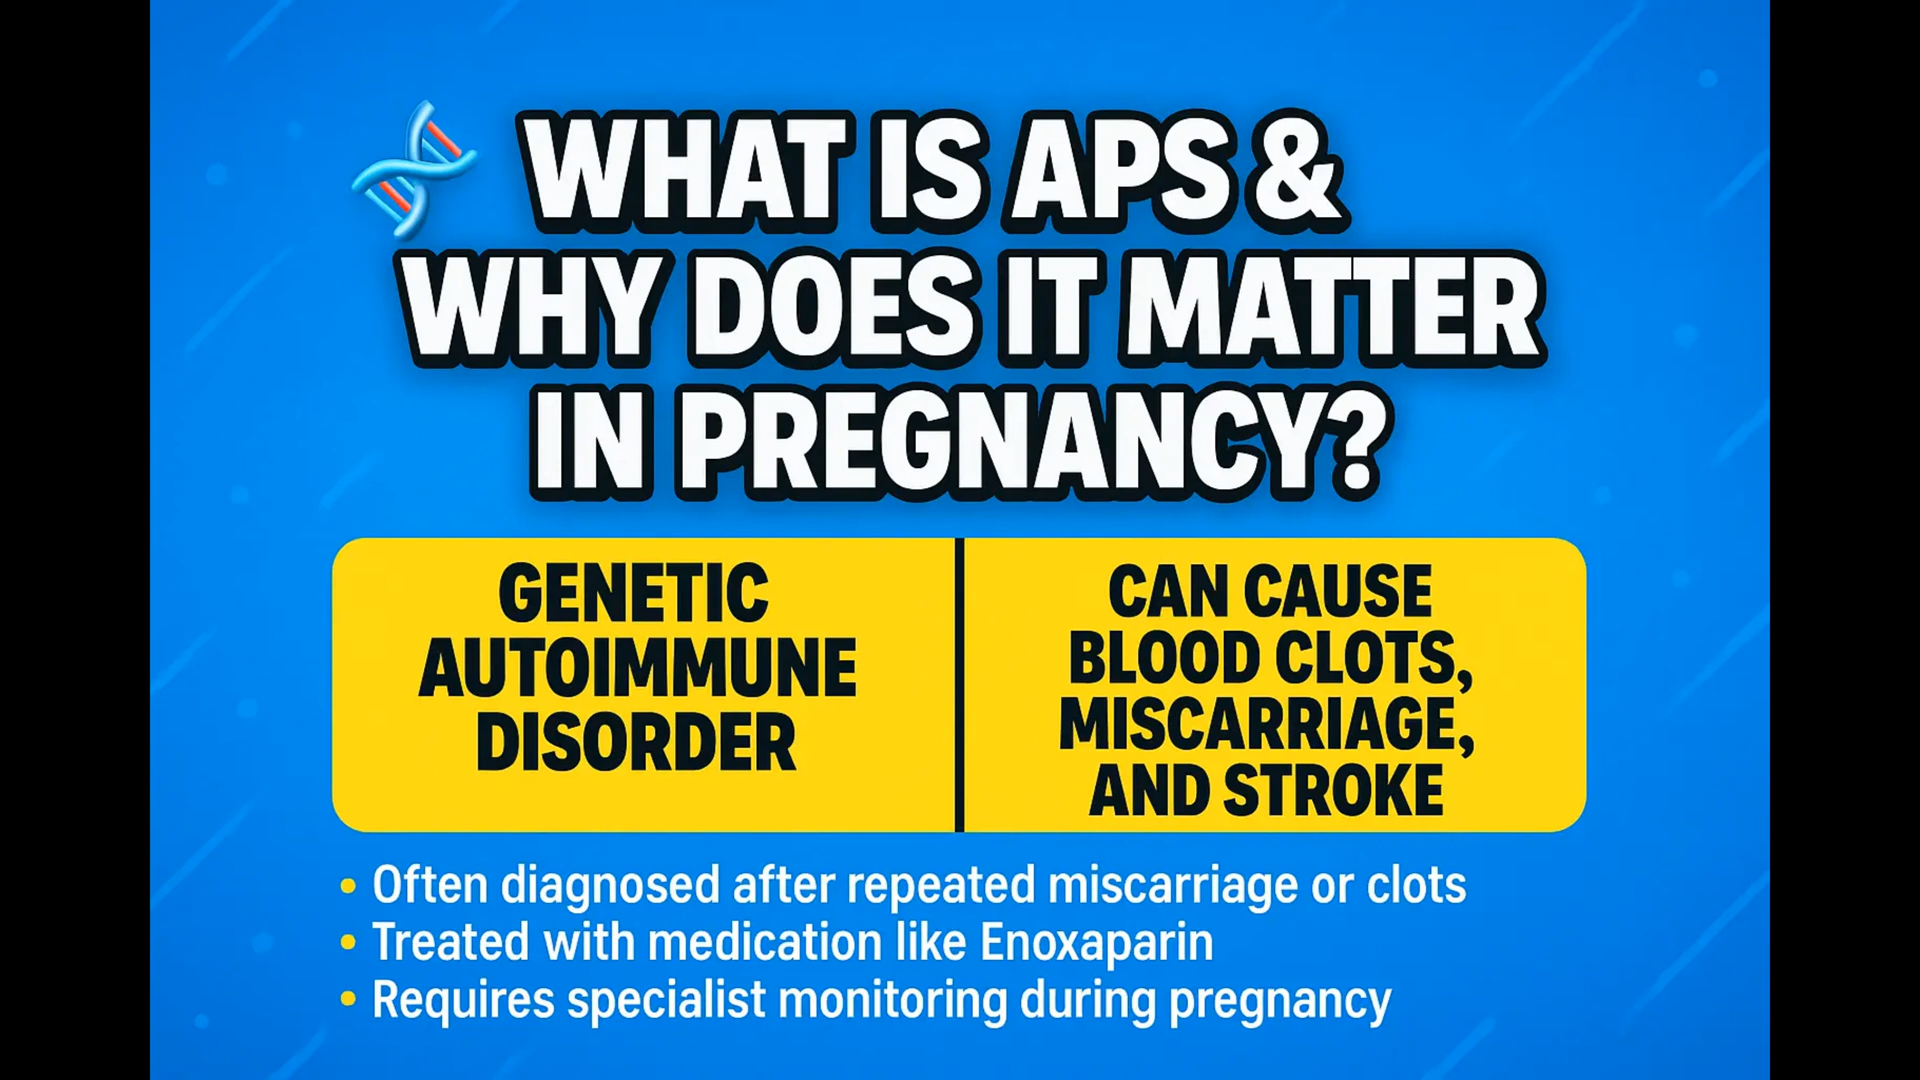 WHAT IS APS &
WHY DOES IT MATTER
IN PREGNANCY?
GENETIC
AUTOIMMUNE
DISORDER
CAN CAUSE
BLOOD CLOTS,
MISCARRIAGE,
AND STROKE
• Often diagnosed after repeated miscarriage or clots
• Treated with medication like Enoxaparin
• Requires specialist monitoring during pregnancy